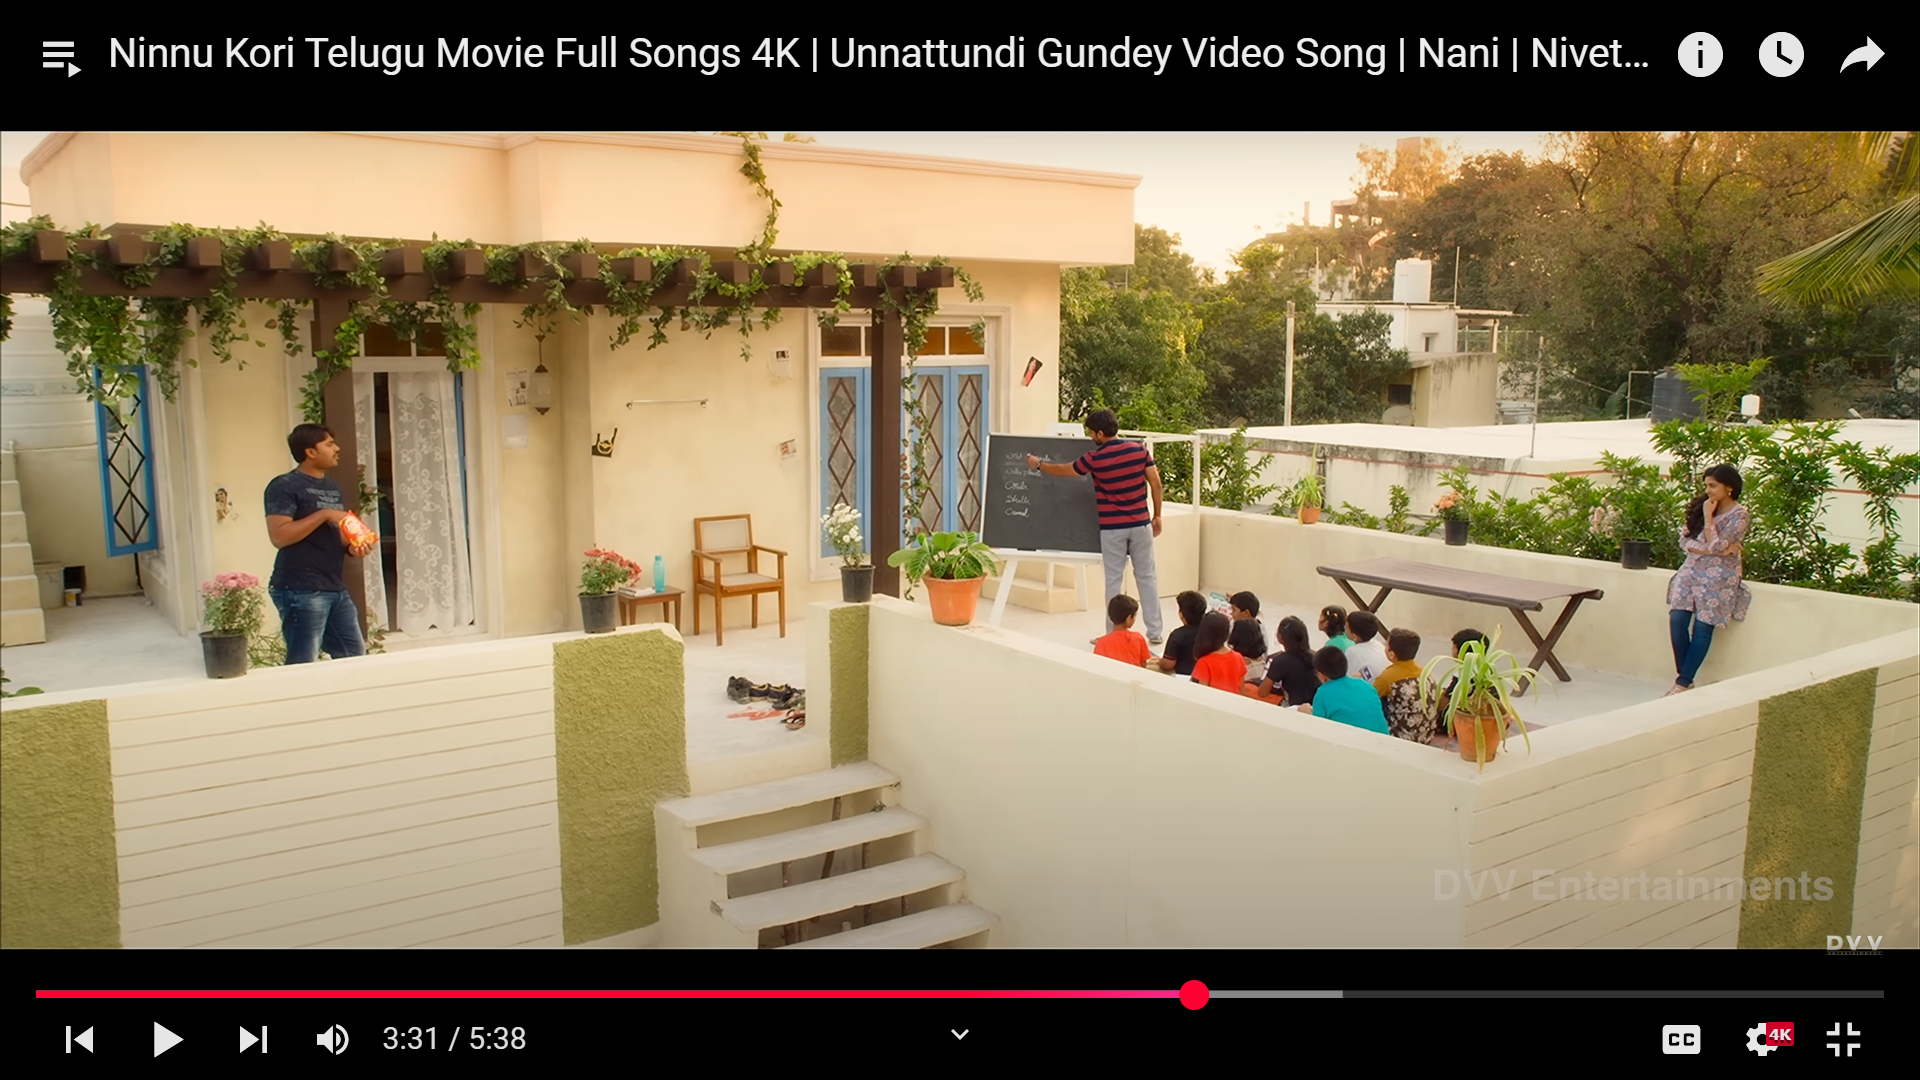 Ninnu Kori Telugu Movie Full Songs 4K | Unnattundi Gundey Video Song | Nani | Nivet...
Camel
DVV Entertainments
DVV
3:31 / 5:38
CC
4K